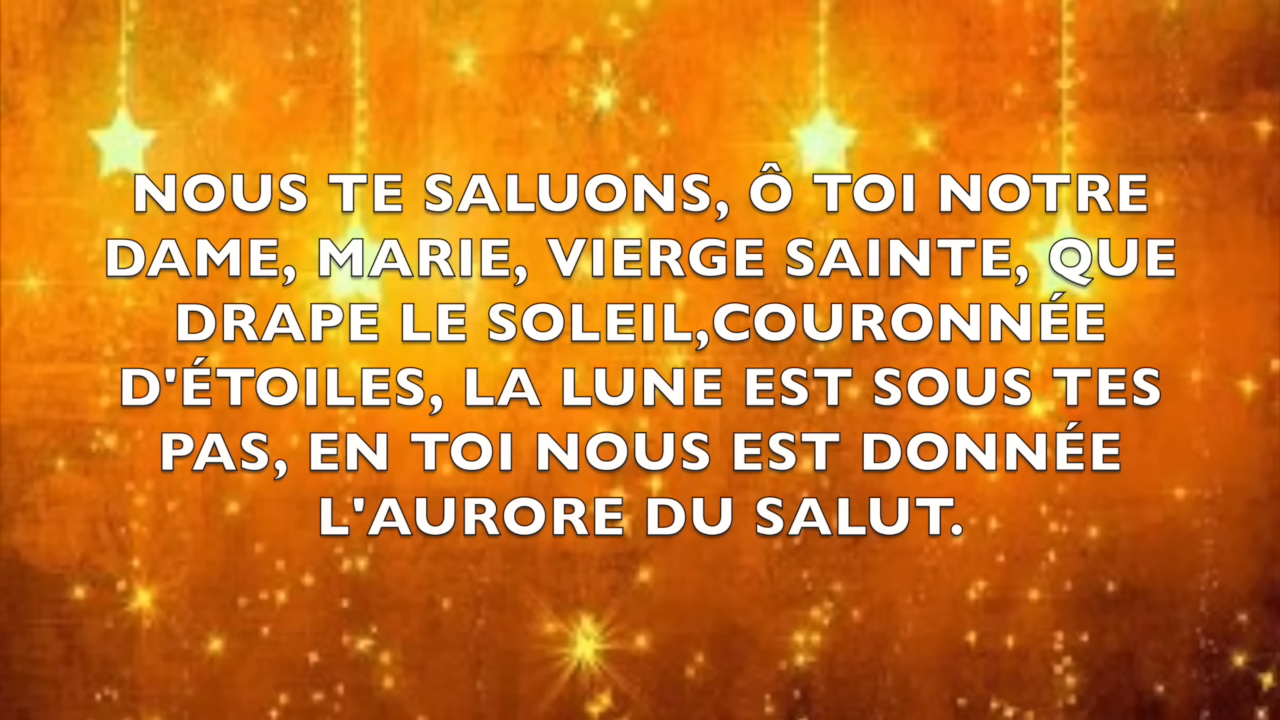 NOUS TE SALUONS, Ô TOI NOTRE
DAME, MARIE, VIERGE SAINTE, QUE
DRAPE LE SOLEIL,COURONNÉE
D'ÉTOILES, LA LUNE EST SOUS TES
PAS, EN TOI NOUS EST DONNÉE
L'AURORE DU SALUT.